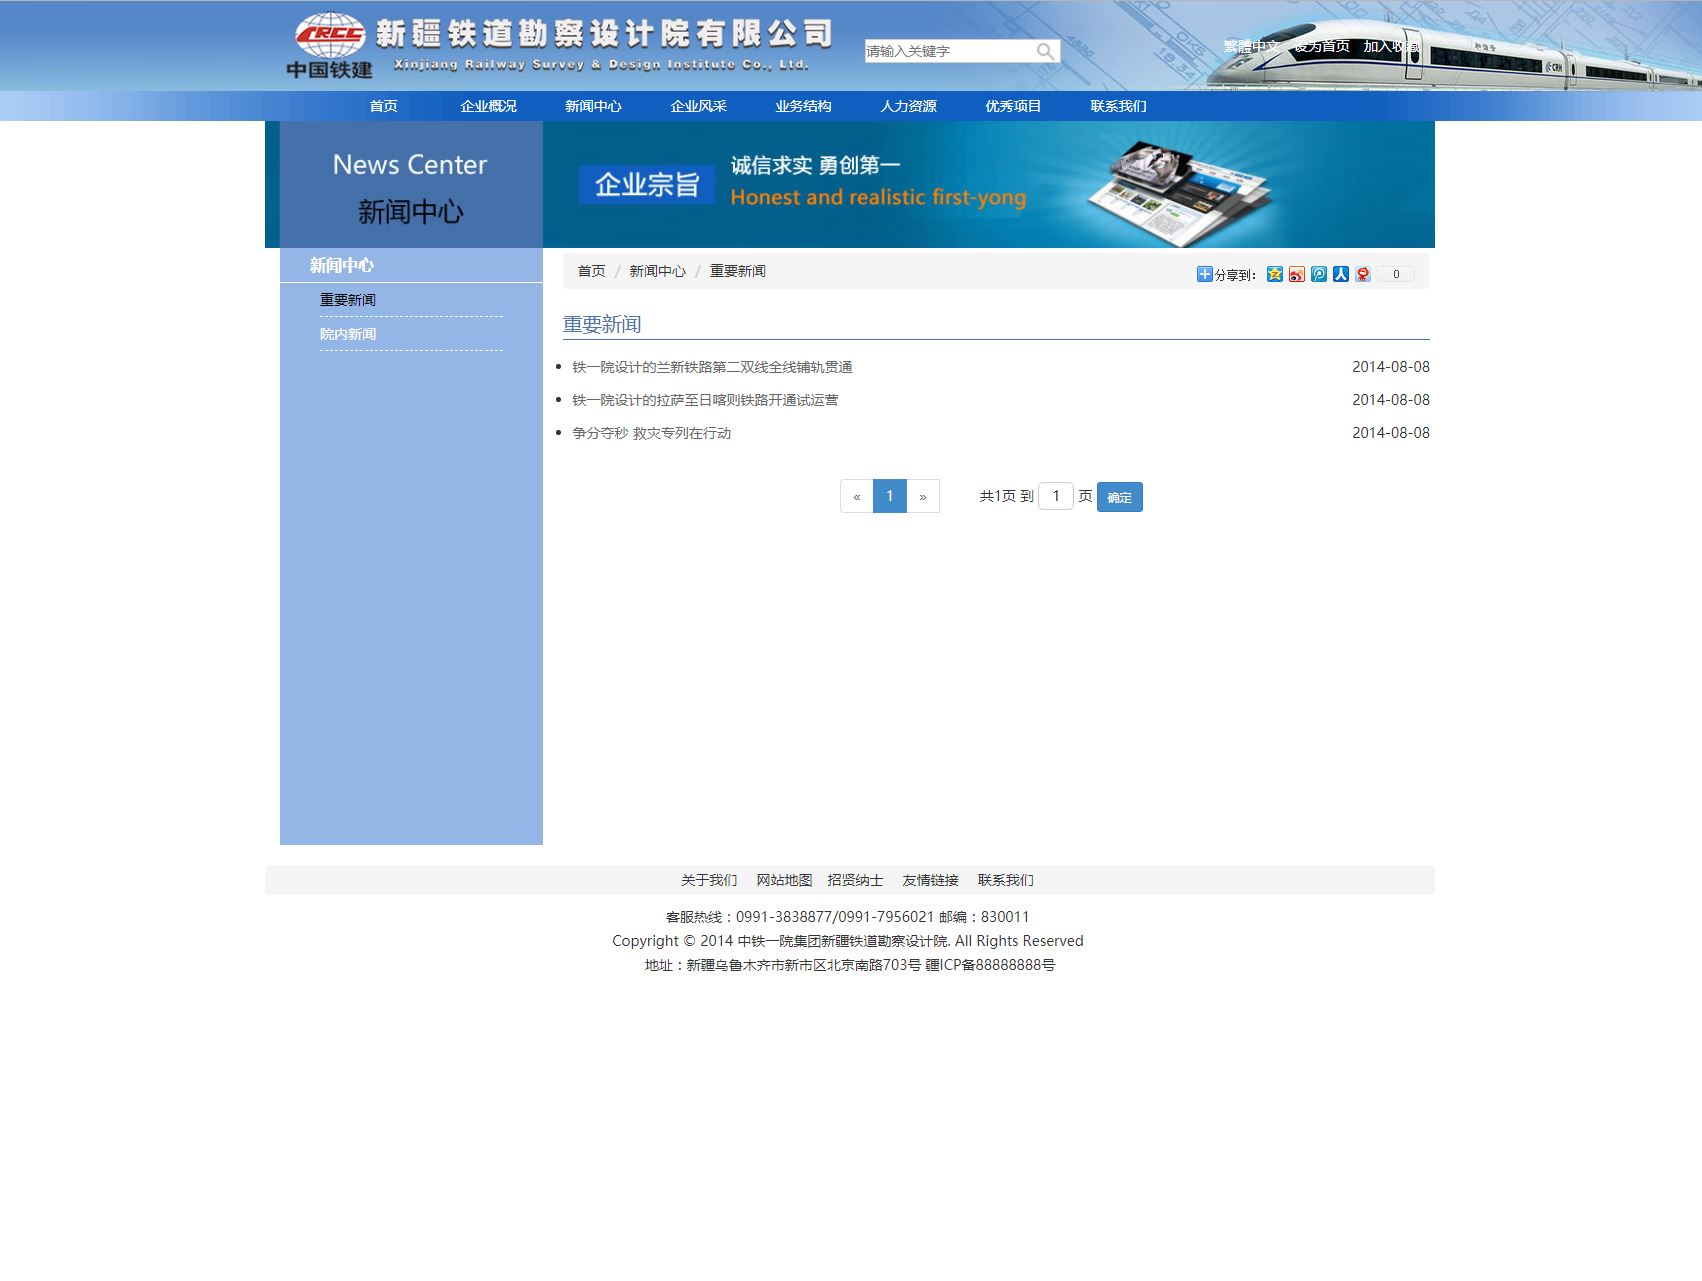 CRCC
中国铁建
新疆铁道勘察设计院有限公司
Xinjiang Railway Survey & Design Institute Co., Ltd.
请输入关键字
繁體中文 设为首页 加入收藏
和谐号
CRH
首页 企业概况 新闻中心 企业风采 业务结构 人力资源 优秀项目 联系我们
News Center
新闻中心
企业宗旨
诚信求实 勇创第一
Honest and realistic first-yong
新闻中心
重要新闻
院内新闻
首页 / 新闻中心 / 重要新闻
分享到： 0
重要新闻
铁一院设计的兰新铁路第二双线全线铺轨贯通 2014-08-08
铁一院设计的拉萨至日喀则铁路开通试运营 2014-08-08
争分夺秒 救灾专列在行动 2014-08-08
« 1 » 共1页 到 1 页 确定
关于我们 网站地图 招贤纳士 友情链接 联系我们
客服热线：0991-3838877/0991-7956021 邮编：830011
Copyright © 2014 中铁一院集团新疆铁道勘察设计院. All Rights Reserved
地址：新疆乌鲁木齐市新市区北京南路703号 疆ICP备88888888号